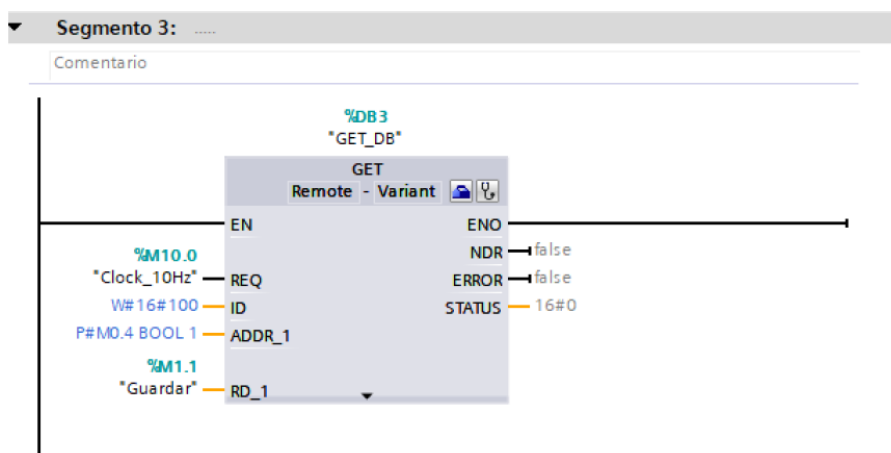 Segmento 3: .....
Comentario
%DB3
"GET_DB"
GET
Remote - Variant
EN ENO
NDR false
%M10.0
"Clock_10Hz" REQ ERROR false
W#16#100 ID STATUS 16#0
P#M0.4 BOOL 1 ADDR_1
%M1.1
"Guardar" RD_1